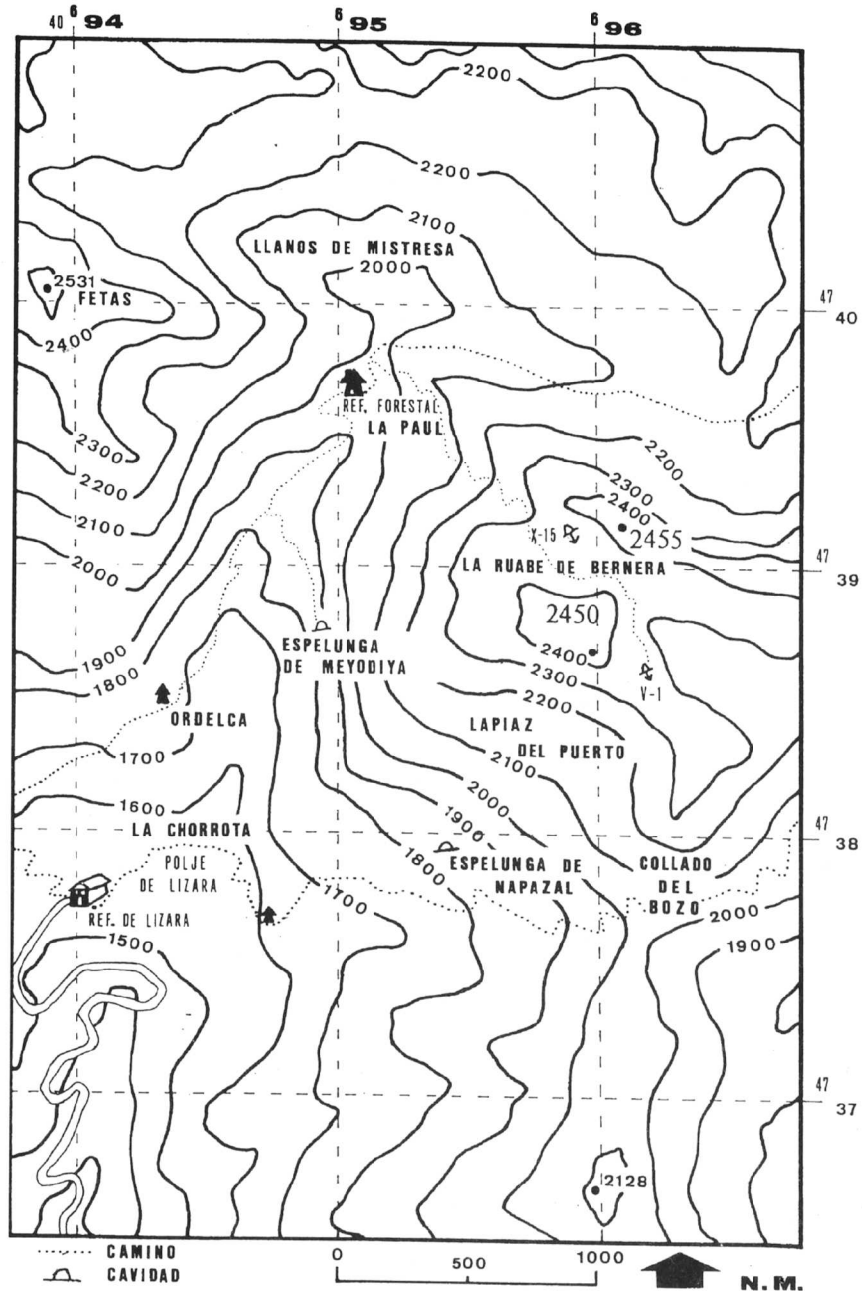 40 6 94
6 95
6 96
2200
2200
2100
LLANOS DE MISTRESA
2000
2531
FETAS
47
40
2400
REF. FORESTAL
LA PAUL
2300
2200
2200
2300
2400
2100
X-15
2455
2000
LA RUABE DE BERNERA
47
39
2450
ESPELUNGA
DE MEYODIYA
1900
2400
1800
2300
V-1
2200
ORDELCA
LAPIAZ
DEL PUERTO
1700
2100
1600
2000
LA CHORROTA
1900
47
38
POLJE
DE LIZARA
1800
ESPELUNGA DE
NAPAZAL
COLLADO
DEL
BOZO
1700
REF. DE LIZARA
2000
1500
1900
47
37
2128
CAMINO
CAVIDAD
0
500
1000
N.M.